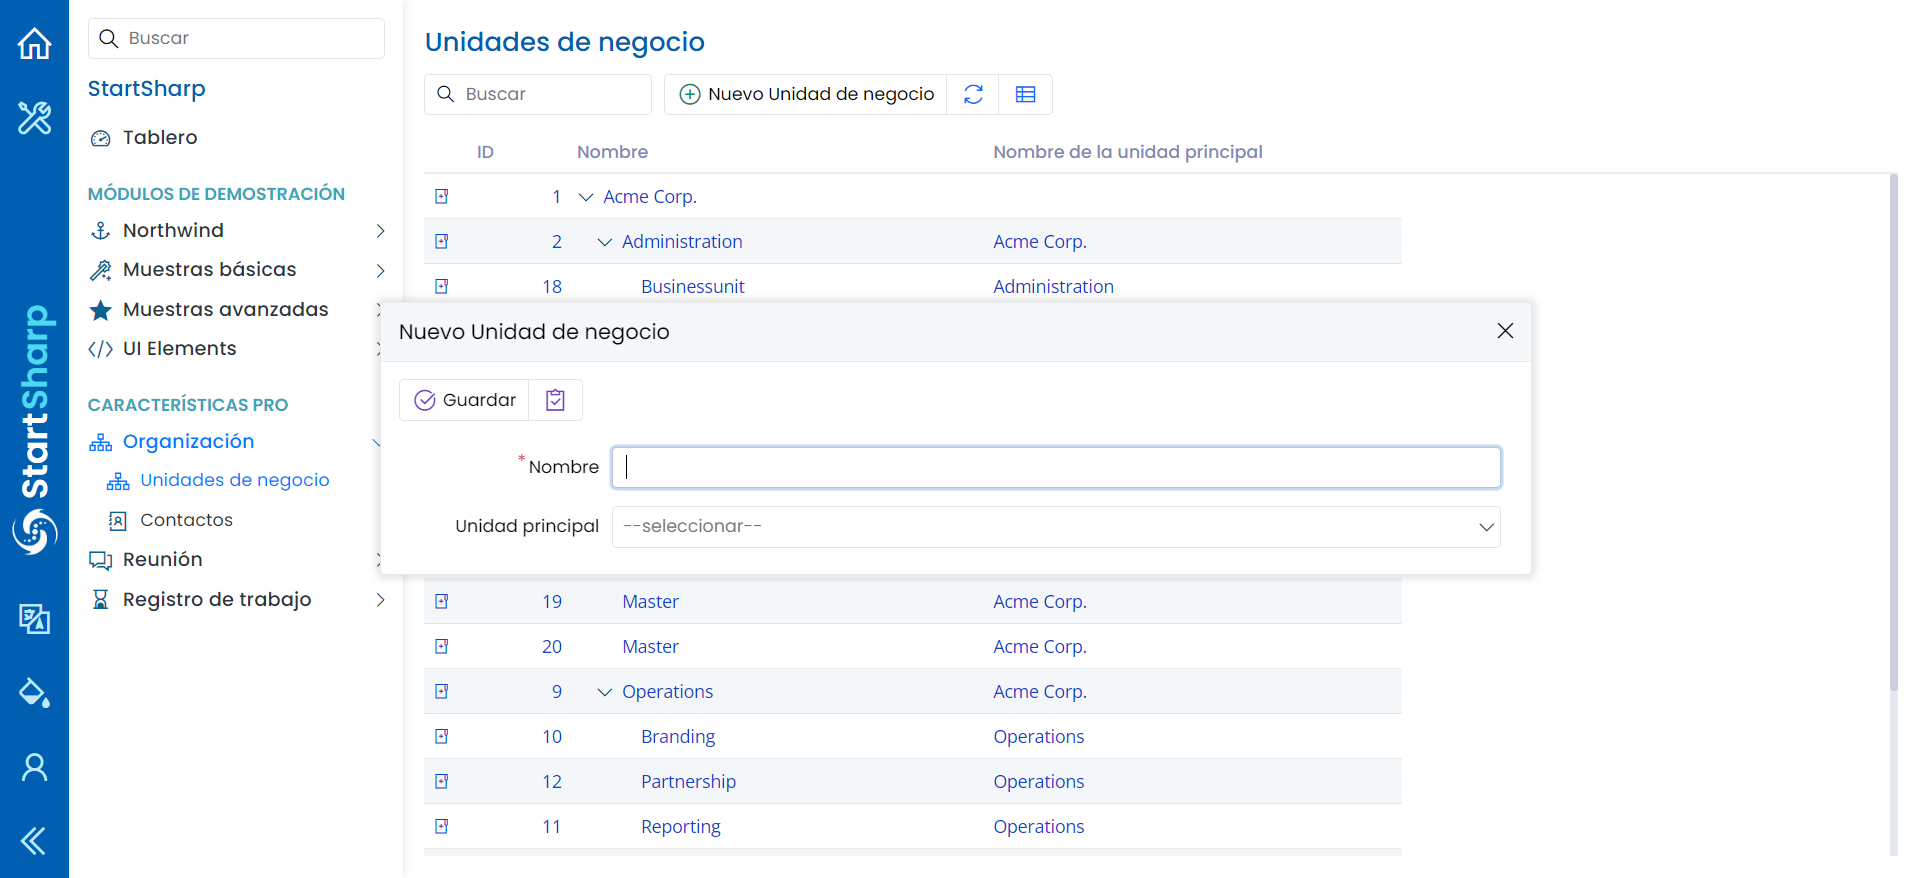 Buscar
StartSharp
Tablero
MÓDULOS DE DEMOSTRACIÓN
Northwind
Muestras básicas
Muestras avanzadas
UI Elements
CARACTERÍSTICAS PRO
Organización
Unidades de negocio
Contactos
Reunión
Registro de trabajo
StartSharp
Unidades de negocio
Buscar
Nuevo Unidad de negocio
ID Nombre Nombre de la unidad principal
1 Acme Corp.
2 Administration Acme Corp.
18 Businessunit Administration
Nuevo Unidad de negocio
Guardar
*Nombre
Unidad principal --seleccionar--
19 Master Acme Corp.
20 Master Acme Corp.
9 Operations Acme Corp.
10 Branding Operations
12 Partnership Operations
11 Reporting Operations